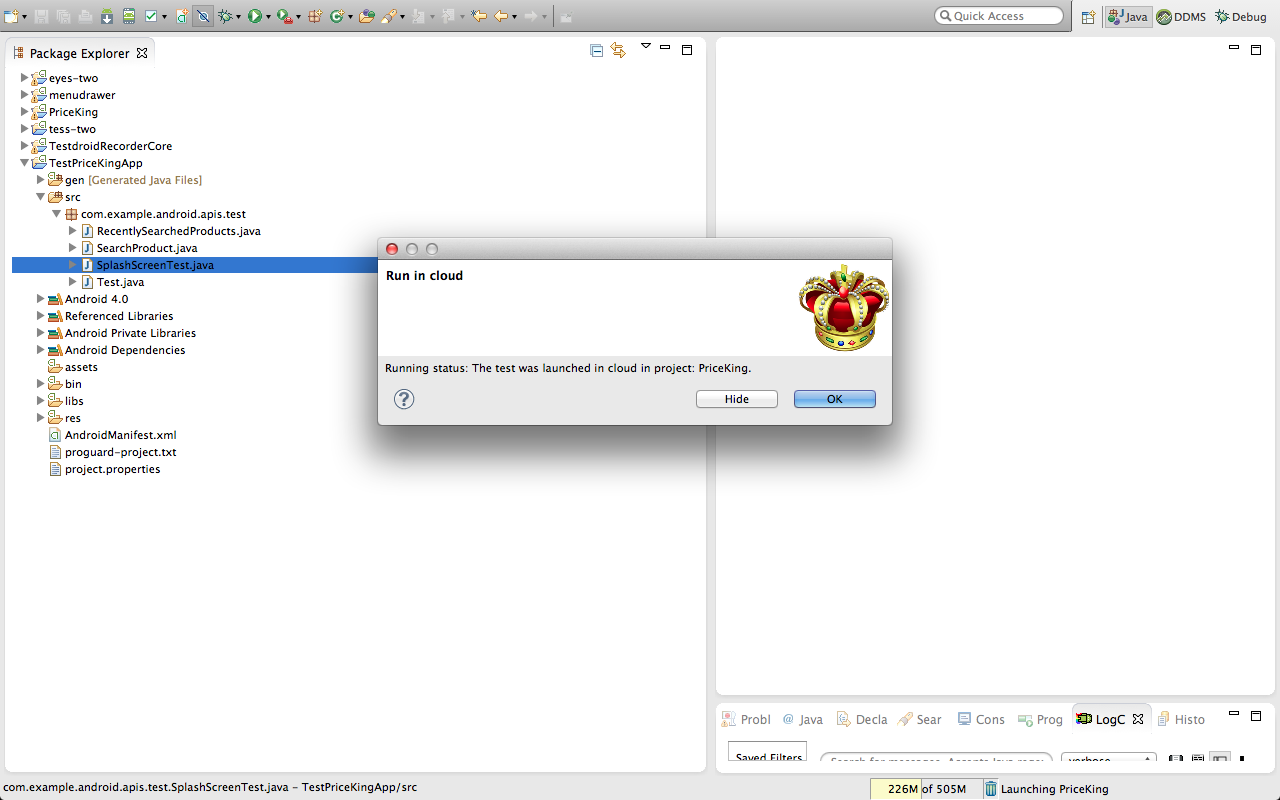 Quick Access
Java
DDMS
Debug
Package Explorer
eyes-two
menudrawer
PriceKing
tess-two
TestdroidRecorderCore
TestPriceKingApp
gen [Generated Java Files]
src
com.example.android.apis.test
RecentlySearchedProducts.java
SearchProduct.java
SplashScreenTest.java
Test.java
Android 4.0
Referenced Libraries
Android Private Libraries
Android Dependencies
assets
bin
libs
res
AndroidManifest.xml
proguard-project.txt
project.properties
Run in cloud
Running status: The test was launched in cloud in project: PriceKing.
?
Hide
OK
Probl
@ Java
Decla
Sear
Cons
Prog
LogC
Histo
Saved Filters
Search for messages. Accepts Java rege
verbose
com.example.android.apis.test.SplashScreenTest.java - TestPriceKingApp/src
226M of 505M
Launching PriceKing